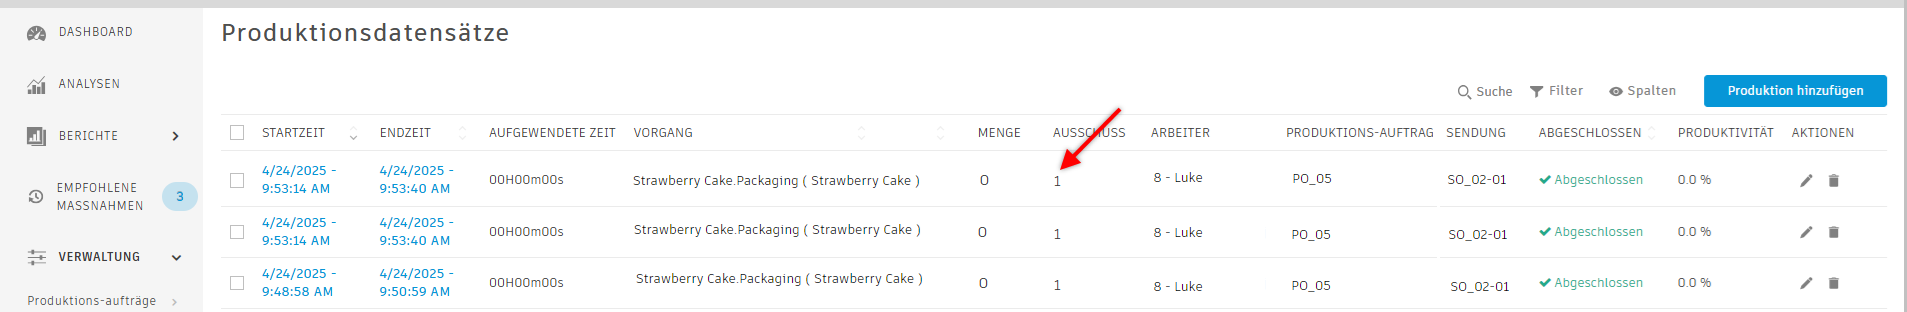 DASHBOARD
ANALYSEN
BERICHTE
EMPFOHLENE
MASSNAHMEN
3
VERWALTUNG
Produktions-aufträge
Produktionsdatensätze
Suche Filter Spalten Produktion hinzufügen
STARTZEIT ENDZEIT AUFGEWENDETE ZEIT VORGANG MENGE AUSSCHUSS ARBEITER PRODUKTIONS-AUFTRAG SENDUNG ABGESCHLOSSEN PRODUKTIVITÄT AKTIONEN
4/24/2025 - 4/24/2025 -
9:53:14 AM 9:53:40 AM 00H00m00s Strawberry Cake.Packaging ( Strawberry Cake ) 0 1 8 - Luke PO_05 SO_02-01 Abgeschlossen 0.0 %
4/24/2025 - 4/24/2025 -
9:53:14 AM 9:53:40 AM 00H00m00s Strawberry Cake.Packaging ( Strawberry Cake ) 0 1 8 - Luke PO_05 SO_02-01 Abgeschlossen 0.0 %
4/24/2025 - 4/24/2025 -
9:48:58 AM 9:50:59 AM 00H00m00s Strawberry Cake.Packaging ( Strawberry Cake ) 0 1 8 - Luke PO_05 SO_02-01 Abgeschlossen 0.0 %